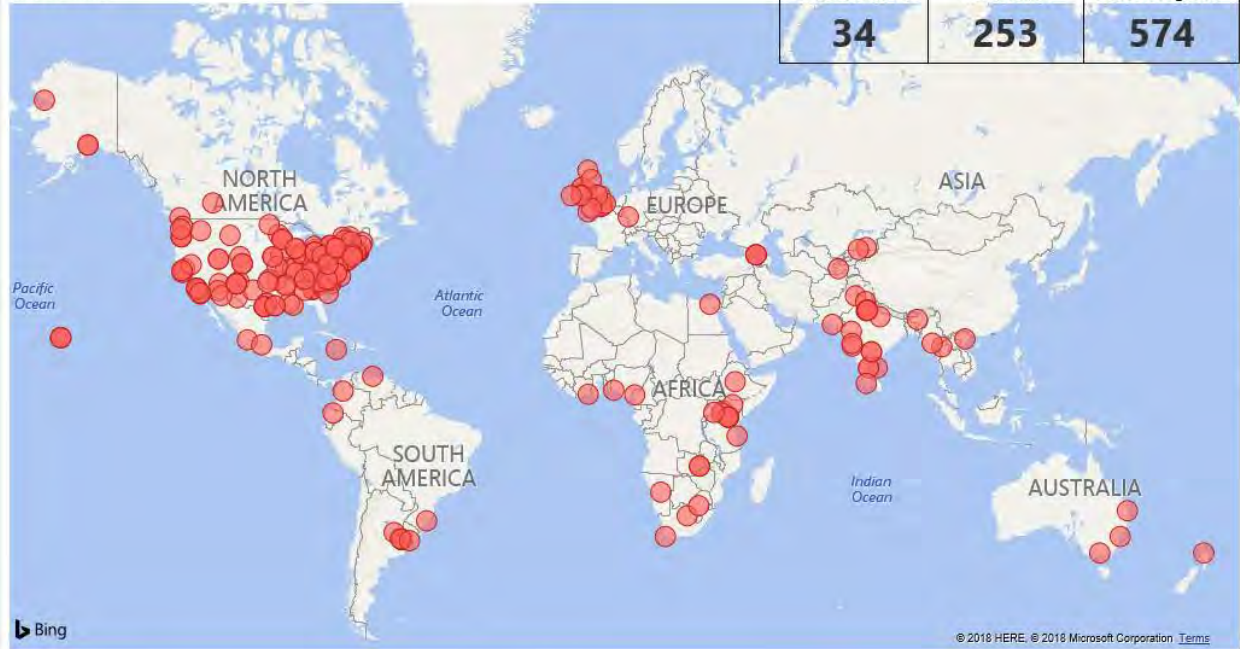 34 253 574
NORTH
AMERICA
EUROPE
ASIA
Pacific
Ocean
Atlantic
Ocean
AFRICA
SOUTH
AMERICA
Indian
Ocean
AUSTRALIA
Bing
© 2018 HERE, © 2018 Microsoft Corporation Terms